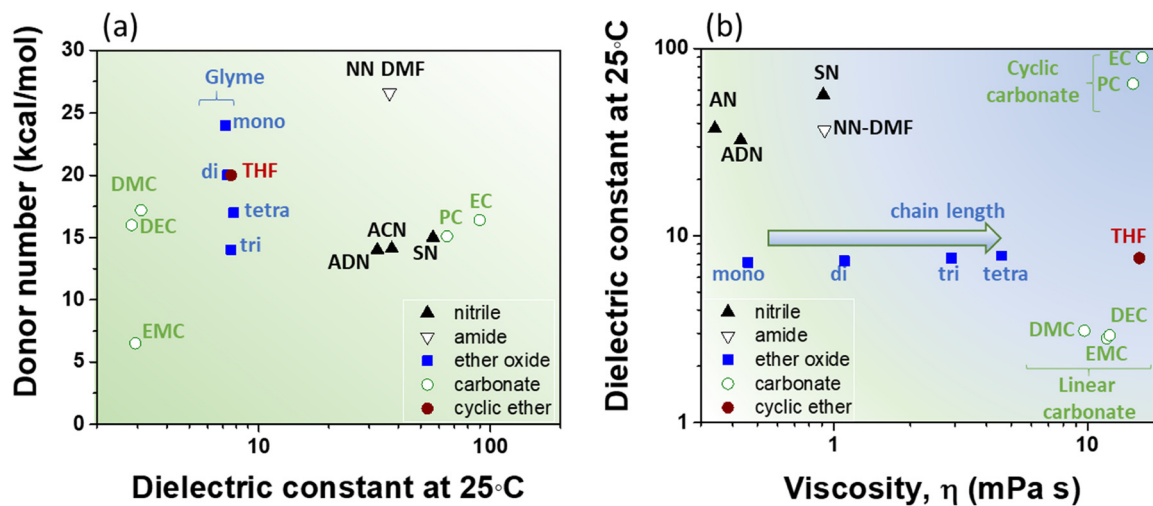 (a)
Donor number (kcal/mol)
30
25
20
15
10
5
0
NN DMF
Glyme
mono
di
THF
tetra
tri
DMC
DEC
EMC
ADN
ACN
SN
PC
EC
nitrile
amide
ether oxide
carbonate
cyclic ether
10
100
Dielectric constant at 25◦C
(b)
Dielectric constant at 25◦C
100
10
1
AN
ADN
SN
NN-DMF
Cyclic
carbonate
EC
PC
chain length
mono
di
tri
tetra
THF
DMC
DEC
EMC
Linear
carbonate
nitrile
amide
ether oxide
carbonate
cyclic ether
1
10
Viscosity, η (mPa s)